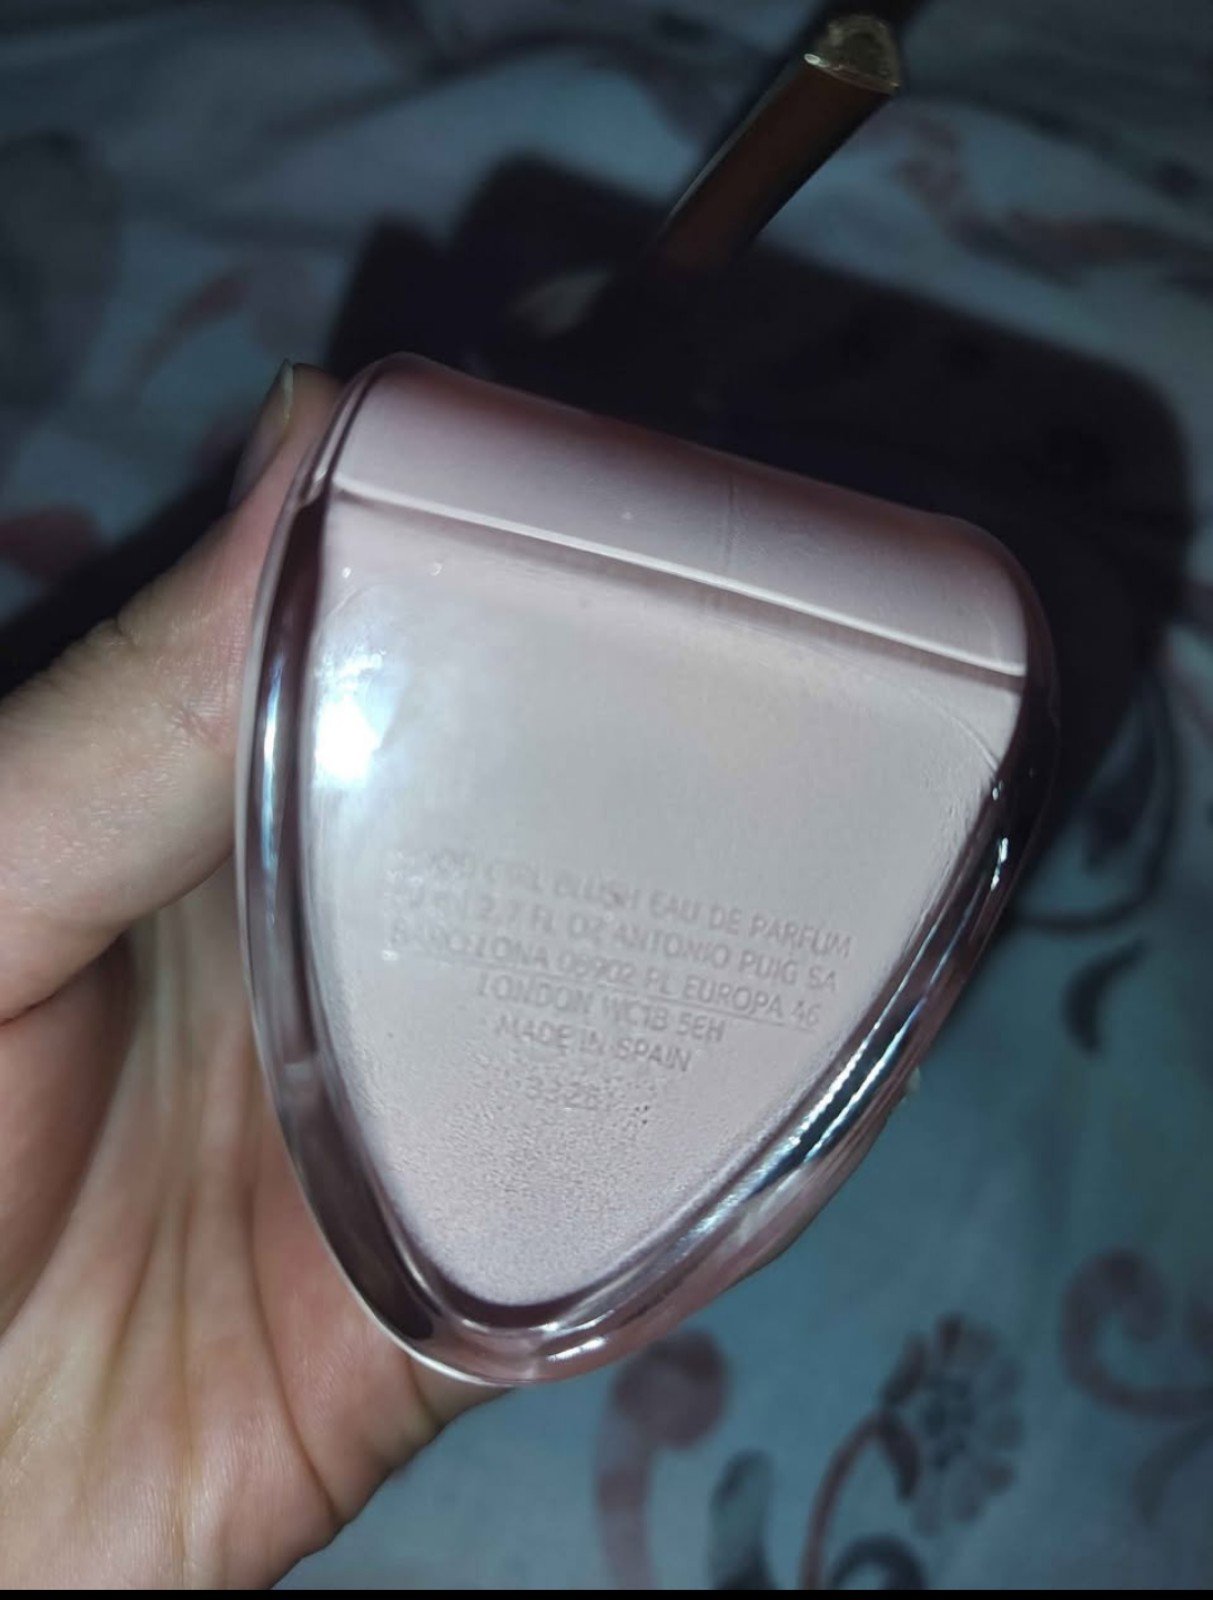 GIRL BLUSH EAU DE PARFUM
2.7 FL OZ ANTONIO PUIG SA
BARCELONA 08902 PL EUROPA 46
LONDON WC1B 5EH
MADE IN SPAIN